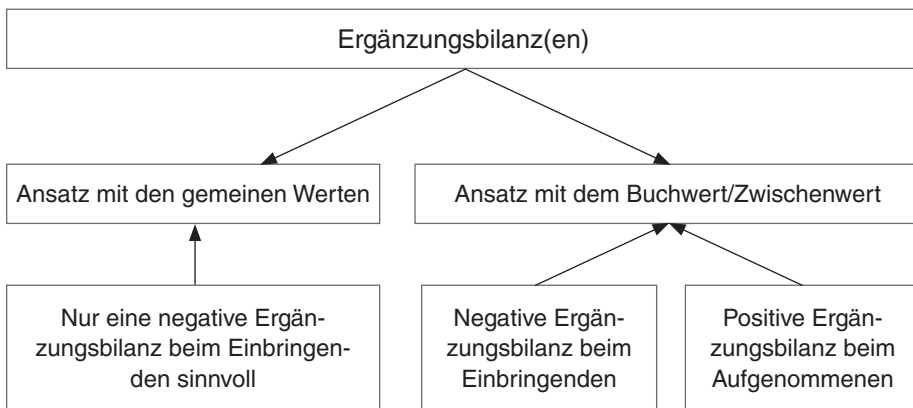 Ergänzungsbilanz(en)
Ansatz mit den gemeinen Werten
Ansatz mit dem Buchwert/Zwischenwert
Nur eine negative Ergän-
zungsbilanz beim Einbringen-
den sinnvoll
Negative Ergän-
zungsbilanz beim
Einbringenden
Positive Ergän-
zungsbilanz beim
Aufgenommenen